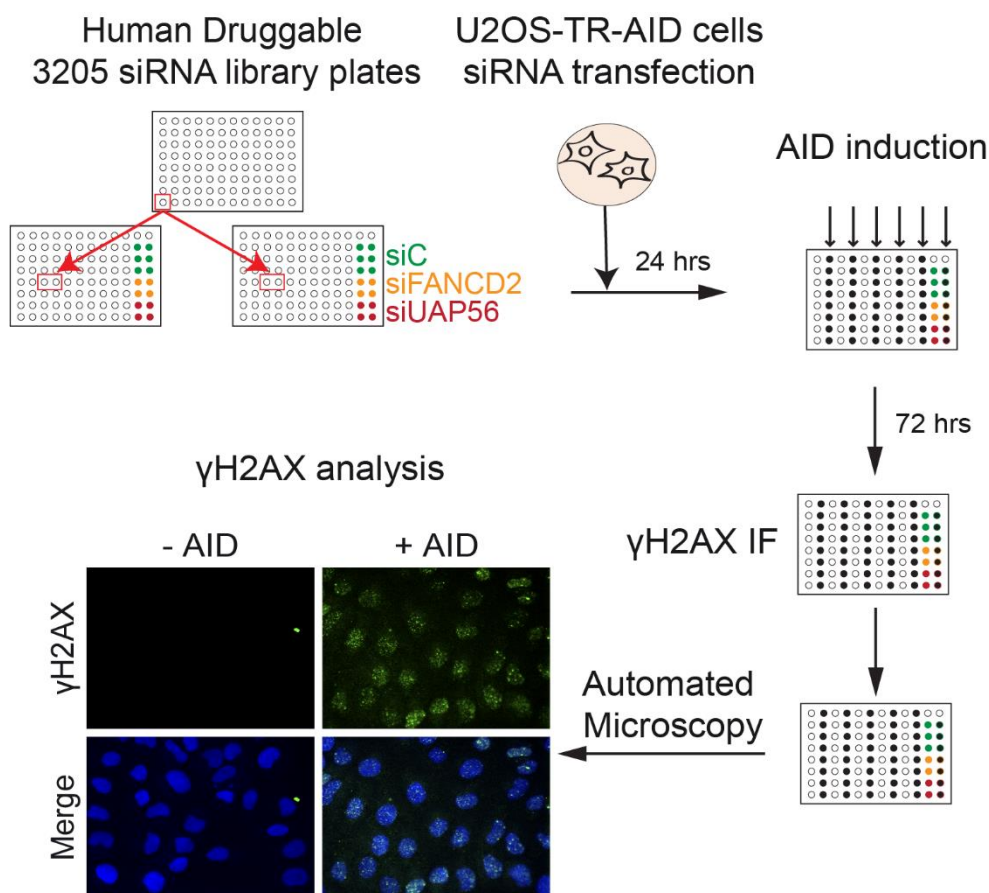 Human Druggable
3205 siRNA library plates
U2OS-TR-AID cells
siRNA transfection
AID induction
siC
siFANCD2
siUAP56
24 hrs
72 hrs
γH2AX analysis
- AID
+ AID
γH2AX IF
γH2AX
Automated
Microscopy
Merge